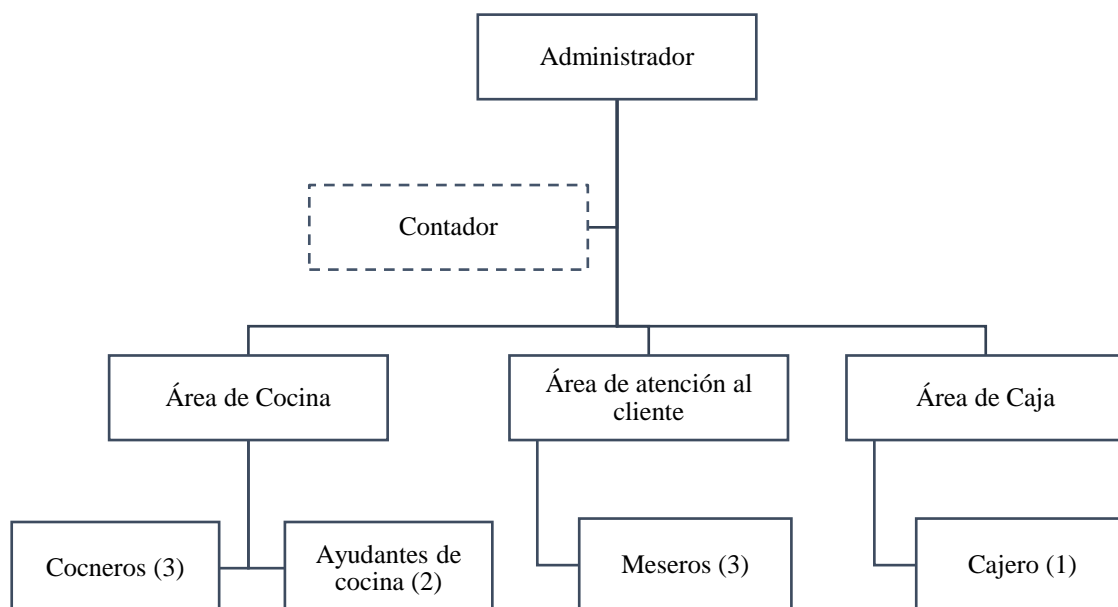 Administrador
Contador
Área de Cocina
Área de atención al
cliente
Área de Caja
Cocneros (3)
Ayudantes de
cocina (2)
Meseros (3)
Cajero (1)